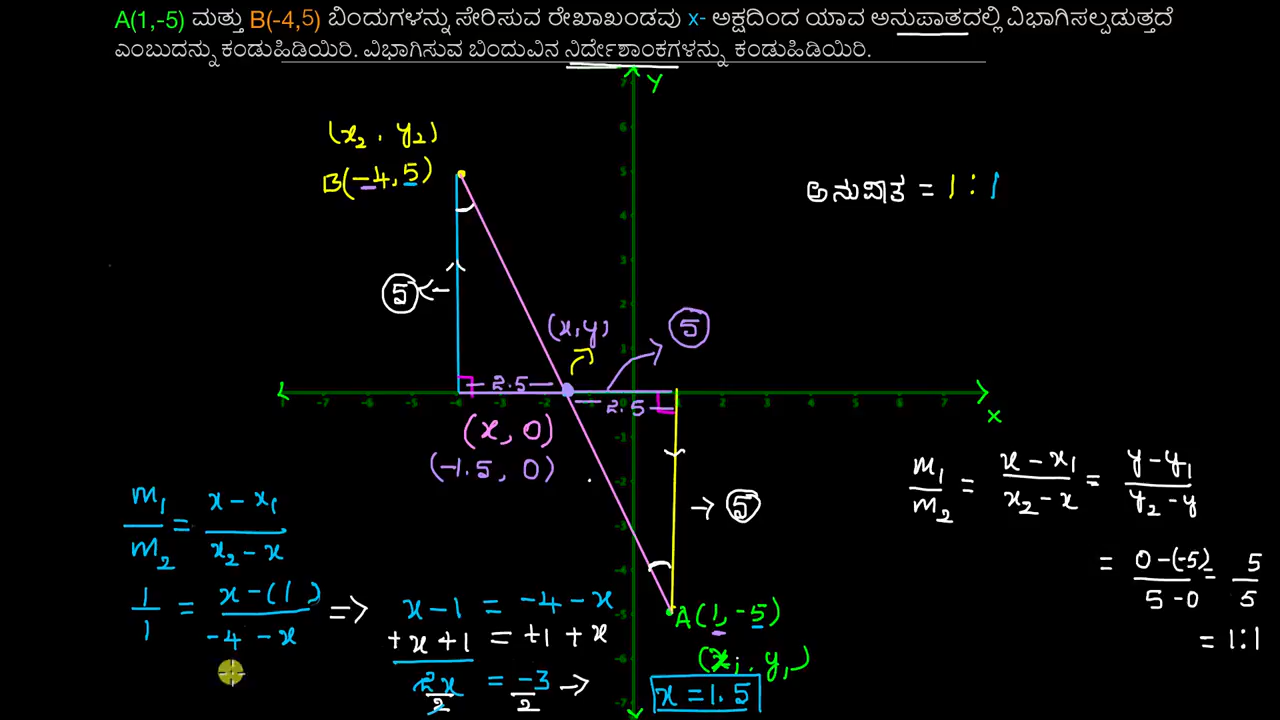 A(1,-5) ಮತ್ತು B(-4,5) ಬಿಂದುಗಳನ್ನು ಸೇರಿಸುವ ರೇಖಾಖಂಡವು x- ಅಕ್ಷದಿಂದ ಯಾವ ಅನುಪಾತದಲ್ಲಿ ವಿಭಾಗಿಸಲ್ಪಡುತ್ತದೆ
ಎಂಬುದನ್ನು ಕಂಡುಹಿಡಿಯಿರಿ. ವಿಭಾಗಿಸುವ ಬಿಂದುವಿನ ನಿರ್ದೇಶಾಂಕಗಳನ್ನು ಕಂಡುಹಿಡಿಯಿರಿ.
Y
(x₂, y₂)
B(-4,5)
ಅನುಪಾತ = 1:1
5
(x,y)
5
2.5
2.5
X
(x, 0)
(-1.5, 0)
5
m₁/m₂ = (x-x₁)/(x₂-x) = (y-y₁)/(y₂-y)
= (0-(-5))/(5-0) = 5/5
= 1:1
m₁/m₂ = (x-x₁)/(x₂-x)
1/1 = (x-(1))/(-4-x) =>
x-1 = -4-x
+x+1 = +1+x
2x/2 = -3/2 →
x = 1.5
A(1,-5)
(x₁, y₁)